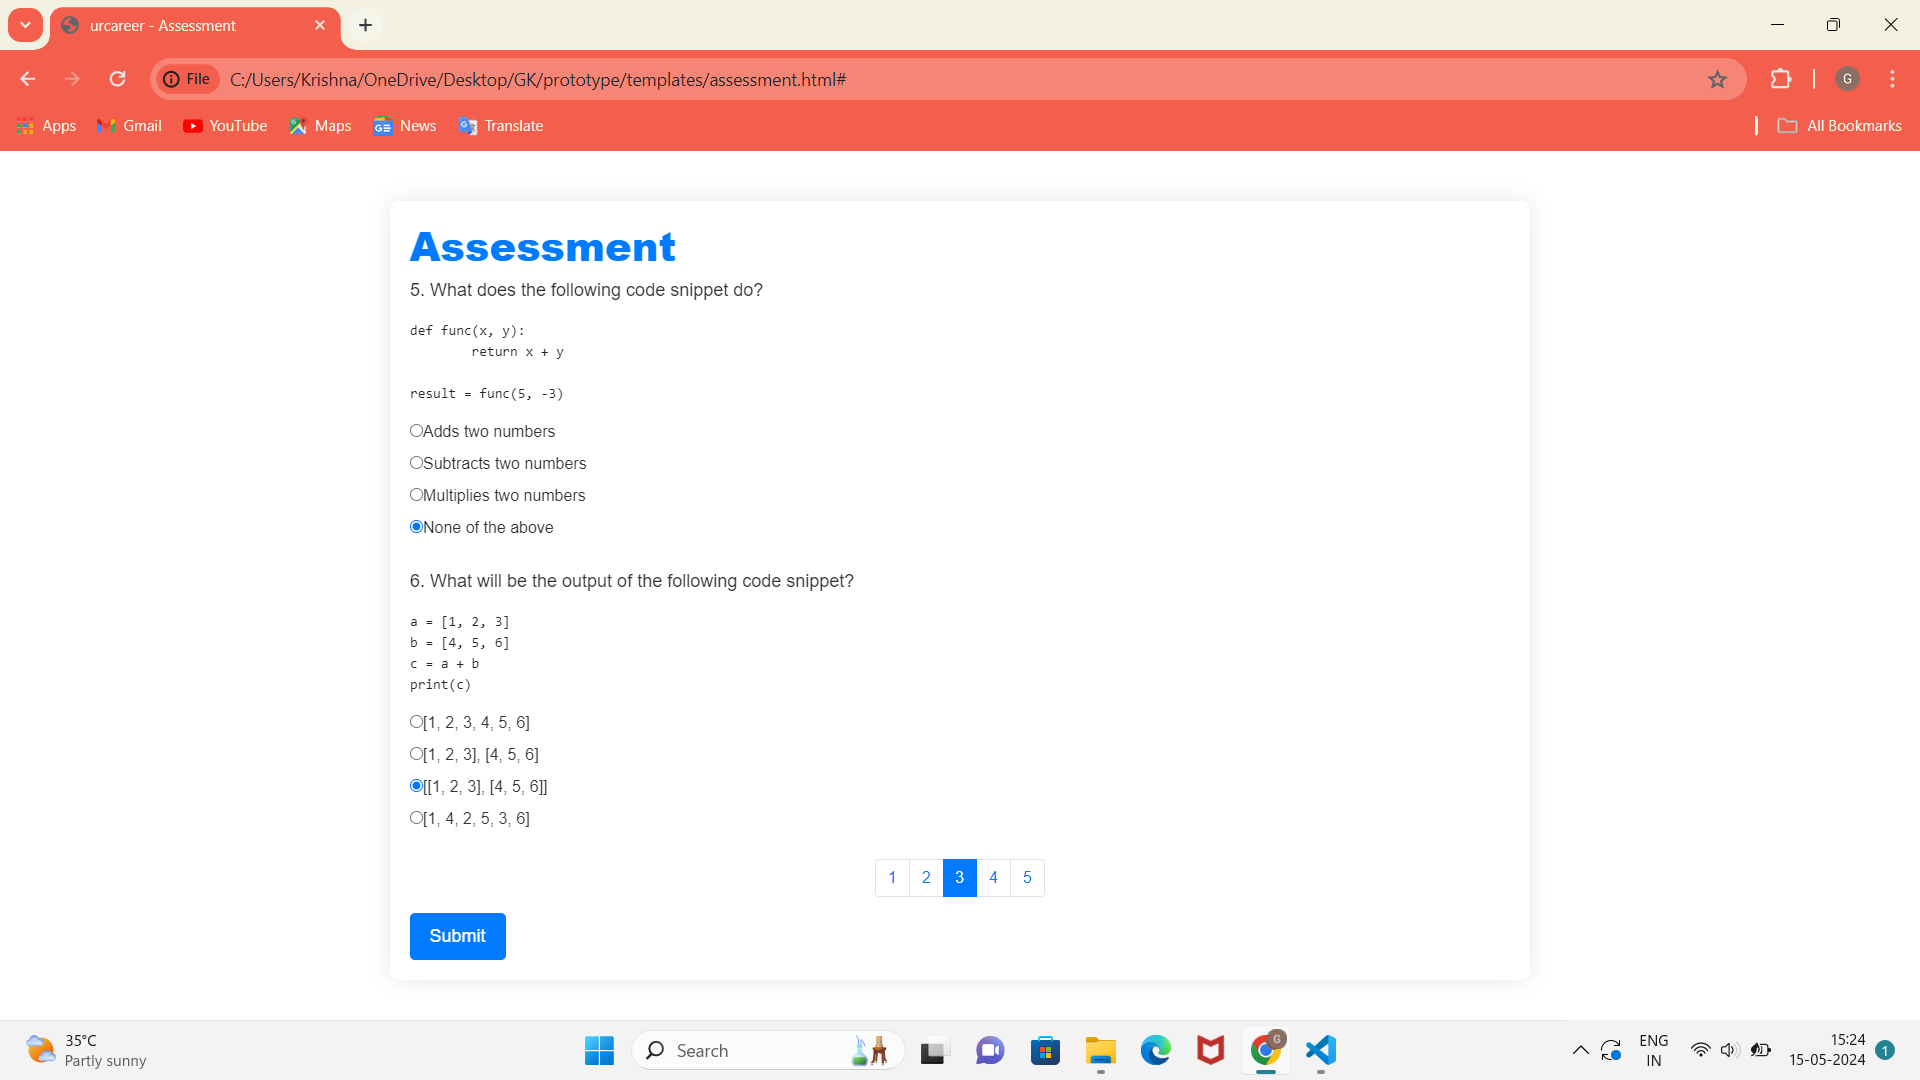 urcareer - Assessment
File C:/Users/Krishna/OneDrive/Desktop/GK/prototype/templates/assessment.html# G
Apps Gmail YouTube Maps News Translate All Bookmarks
Assessment
5. What does the following code snippet do?
def func(x, y):
return x + y
result = func(5, -3)
Adds two numbers
Subtracts two numbers
Multiplies two numbers
None of the above
6. What will be the output of the following code snippet?
a = [1, 2, 3]
b = [4, 5, 6]
c = a + b
print(c)
[1, 2, 3, 4, 5, 6]
[1, 2, 3], [4, 5, 6]
[[1, 2, 3], [4, 5, 6]]
[1, 4, 2, 5, 3, 6]
1 2 3 4 5
Submit
35°C
Partly sunny
Search
G
ENG
IN
15:24
15-05-2024
1